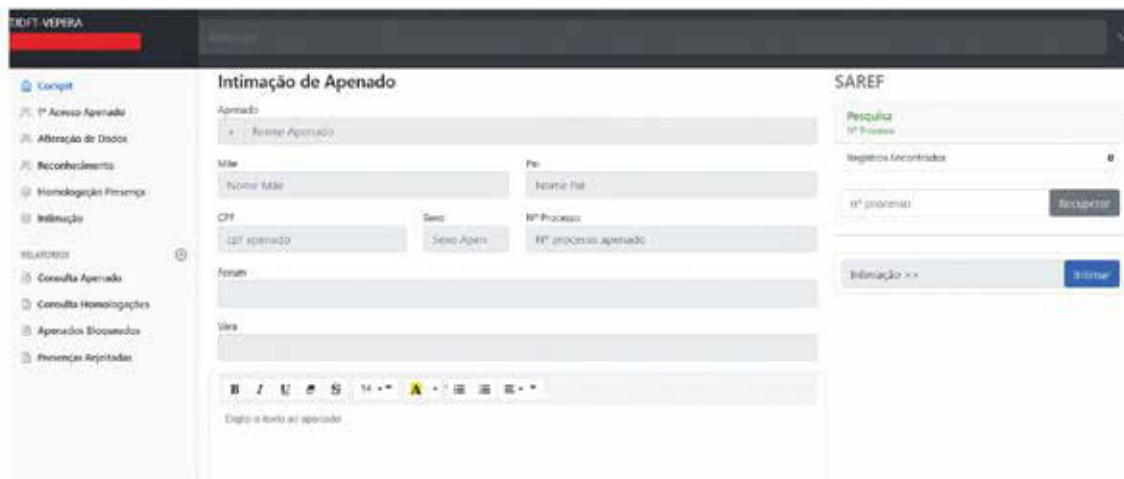 TJDFT-VEPERA
Cockpit
1º Acesso Apenado
Alteração de Dados
Reconhecimento
Homologação Presença
Intimação
RELATÓRIOS
Consulta Apenado
Consulta Homologações
Apenados Bloqueados
Presenças Rejeitadas
Intimação de Apenado
Apenado
Nome Apenado
Mãe
Pai
Nome Mãe
Nome Pai
CPF
Sexo
Nº Processo
cpf apenado
Sexo Apen
Nº processo apenado
Forum
Vara
B I U S 14 A
Digite o texto ao apenado
SAREF
Pesquisa
Nº Processo
Registros Encontrados 0
nº processo Recuperar
Intimação >> Intimar